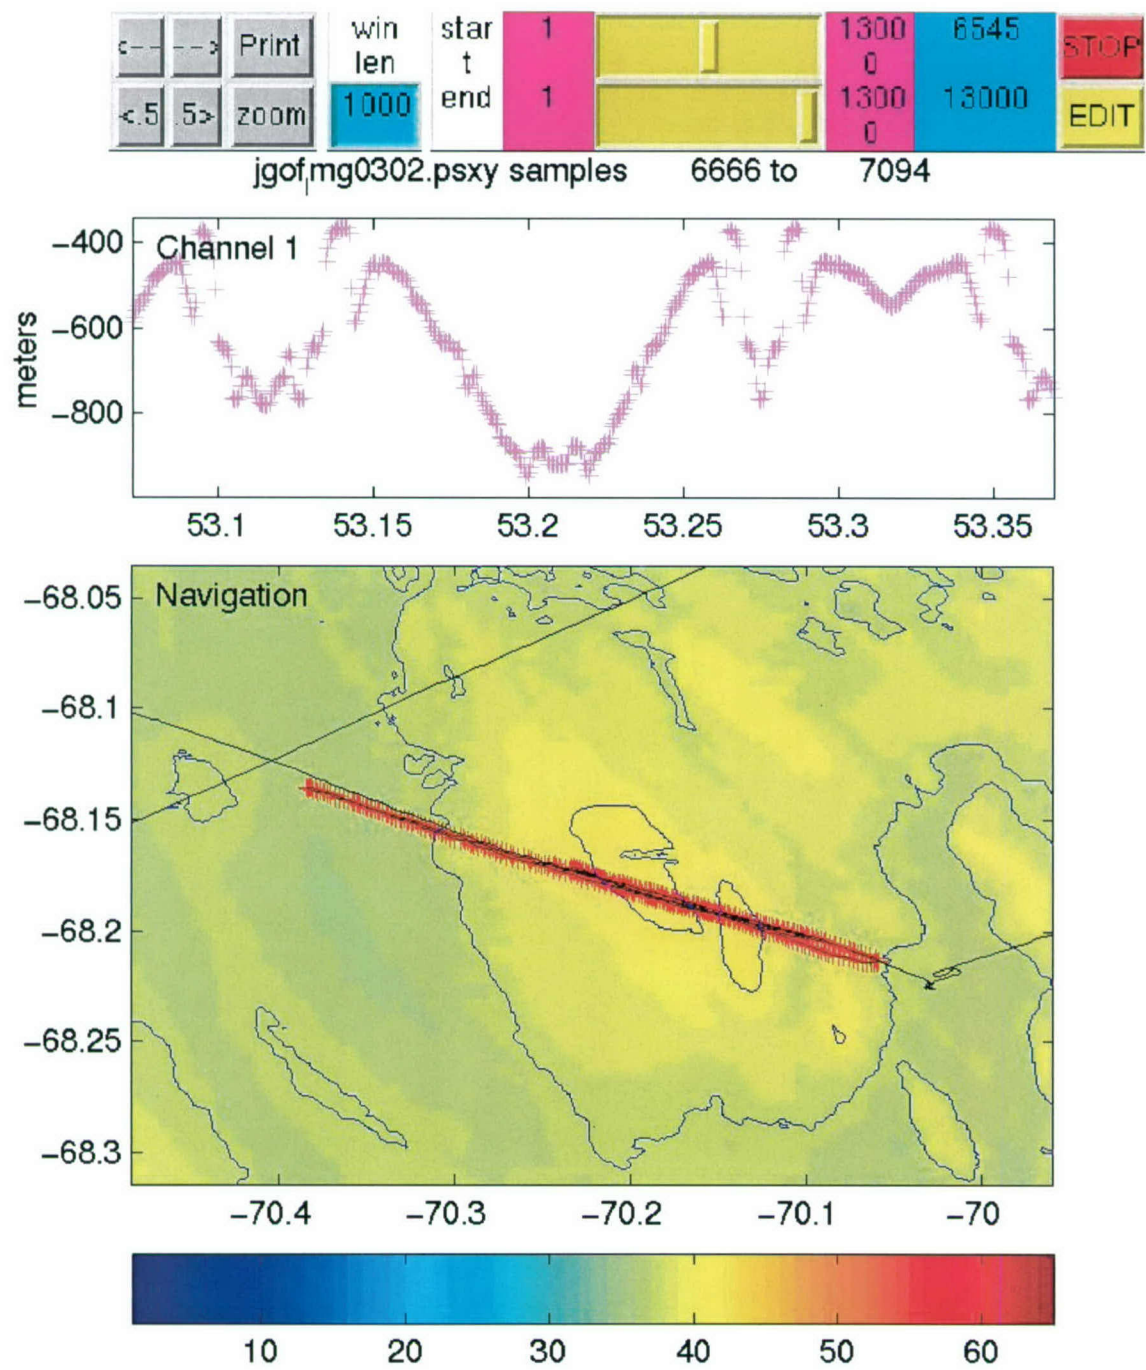 <-- --> Print win len star t 1 1300 0 6545 STOP
<.5 .5> zoom 1000 end 1 1300 0 13000 EDIT
jgof,mg0302.psxy samples 6666 to 7094
Channel 1
meters
-400
-600
-800
53.1 53.15 53.2 53.25 53.3 53.35
Navigation
-68.05
-68.1
-68.15
-68.2
-68.25
-68.3
-70.4 -70.3 -70.2 -70.1 -70
10 20 30 40 50 60